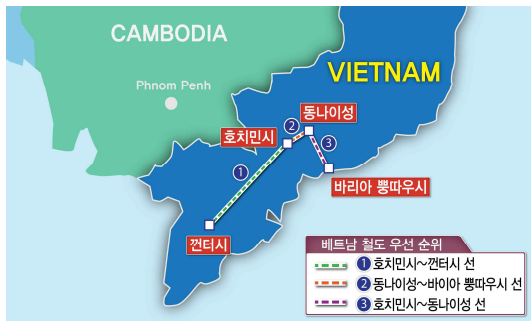 CAMBODIA
VIETNAM
Phnom Penh
동나이성
호치민시
②
③
①
바리아 뿡따우시
껀터시
베트남 철도 우선 순위
① 호치민시~껀터시 선
② 동나이성~바이아 뿡따우시 선
③ 호치민시~동나이성 선